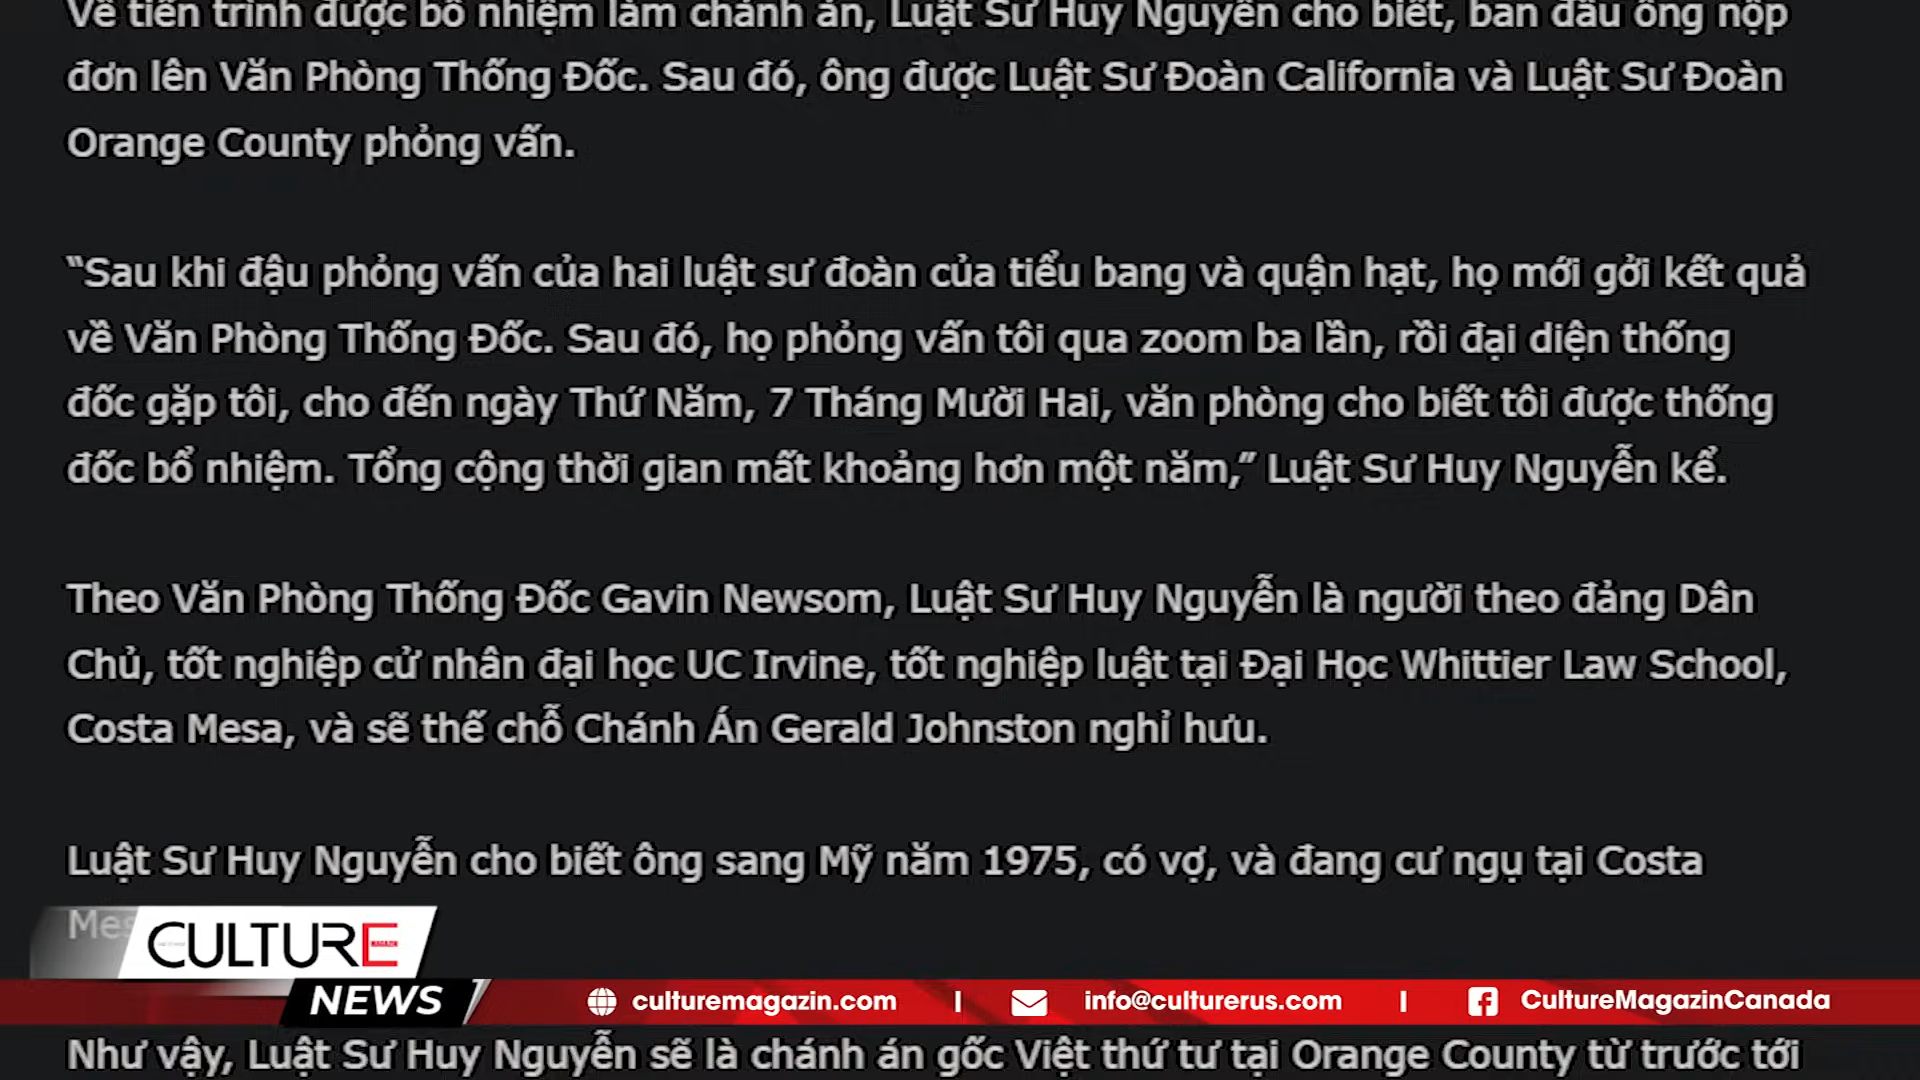 Về tiến trình được bổ nhiệm làm chánh án, Luật Sư Huy Nguyễn cho biết, ban đầu ông nộp
đơn lên Văn Phòng Thống Đốc. Sau đó, ông được Luật Sư Đoàn California và Luật Sư Đoàn
Orange County phỏng vấn.
“Sau khi đậu phỏng vấn của hai luật sư đoàn của tiểu bang và quận hạt, họ mới gởi kết quả
về Văn Phòng Thống Đốc. Sau đó, họ phỏng vấn tôi qua zoom ba lần, rồi đại diện thống
đốc gặp tôi, cho đến ngày Thứ Năm, 7 Tháng Mười Hai, văn phòng cho biết tôi được thống
đốc bổ nhiệm. Tổng cộng thời gian mất khoảng hơn một năm,” Luật Sư Huy Nguyễn kể.
Theo Văn Phòng Thống Đốc Gavin Newsom, Luật Sư Huy Nguyễn là người theo đảng Dân
Chủ, tốt nghiệp cử nhân đại học UC Irvine, tốt nghiệp luật tại Đại Học Whittier Law School,
Costa Mesa, và sẽ thế chỗ Chánh Án Gerald Johnston nghỉ hưu.
Luật Sư Huy Nguyễn cho biết ông sang Mỹ năm 1975, có vợ, và đang cư ngụ tại Costa
CULTURE
MAGAZIN
NEWS
culturemagazin.com | info@culturerus.com | CultureMagazinCanada
Như vậy, Luật Sư Huy Nguyễn sẽ là chánh án gốc Việt thứ tư tại Orange County từ trước tới